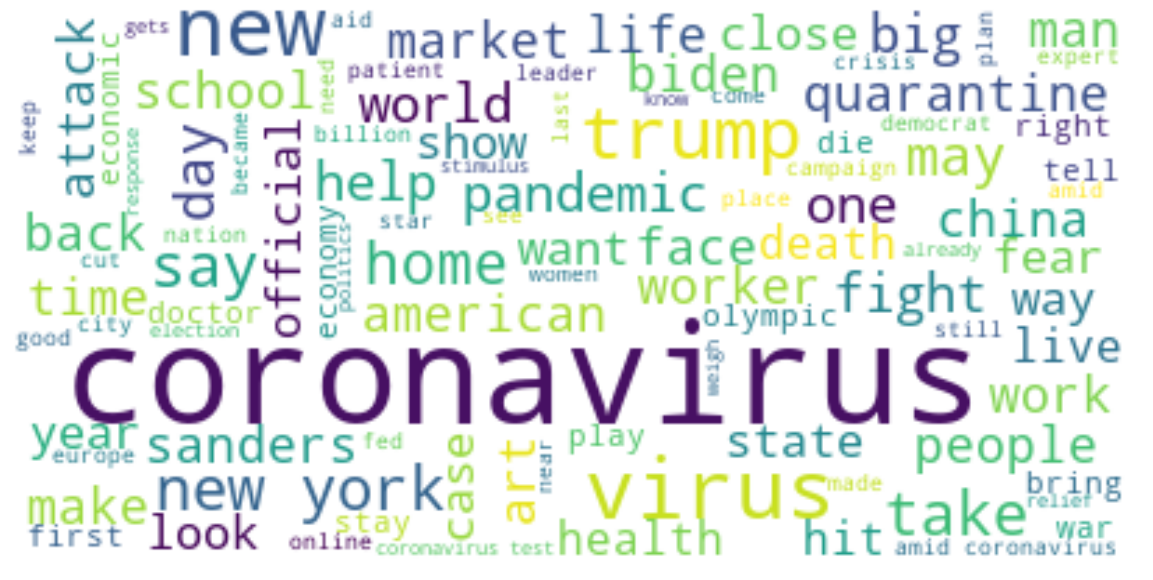 new
aid
gets
market
life
close
big
plan
man
expert
attack
economic
school
need
patient
leader
biden
crisis
keep
world
last
know
come
quarantine
day
became
official
billion
show
stimulus
trump
die
democrat
right
response
help
pandemic
campaign
may
tell
amid
back
nation
star
see
place
one
china
cut
say
economy
politics
home
want
women
face
death
already
fear
time
doctor
american
worker
olympic
fight
way
good
city
election
still
live
coronavirus
weigh
work
year
europe
sanders
fed
case
art
near
play
state
people
make
new york
virus
made
take
bring
relief
first
look
stay
online
coronavirus test
health
hit
war
amid coronavirus